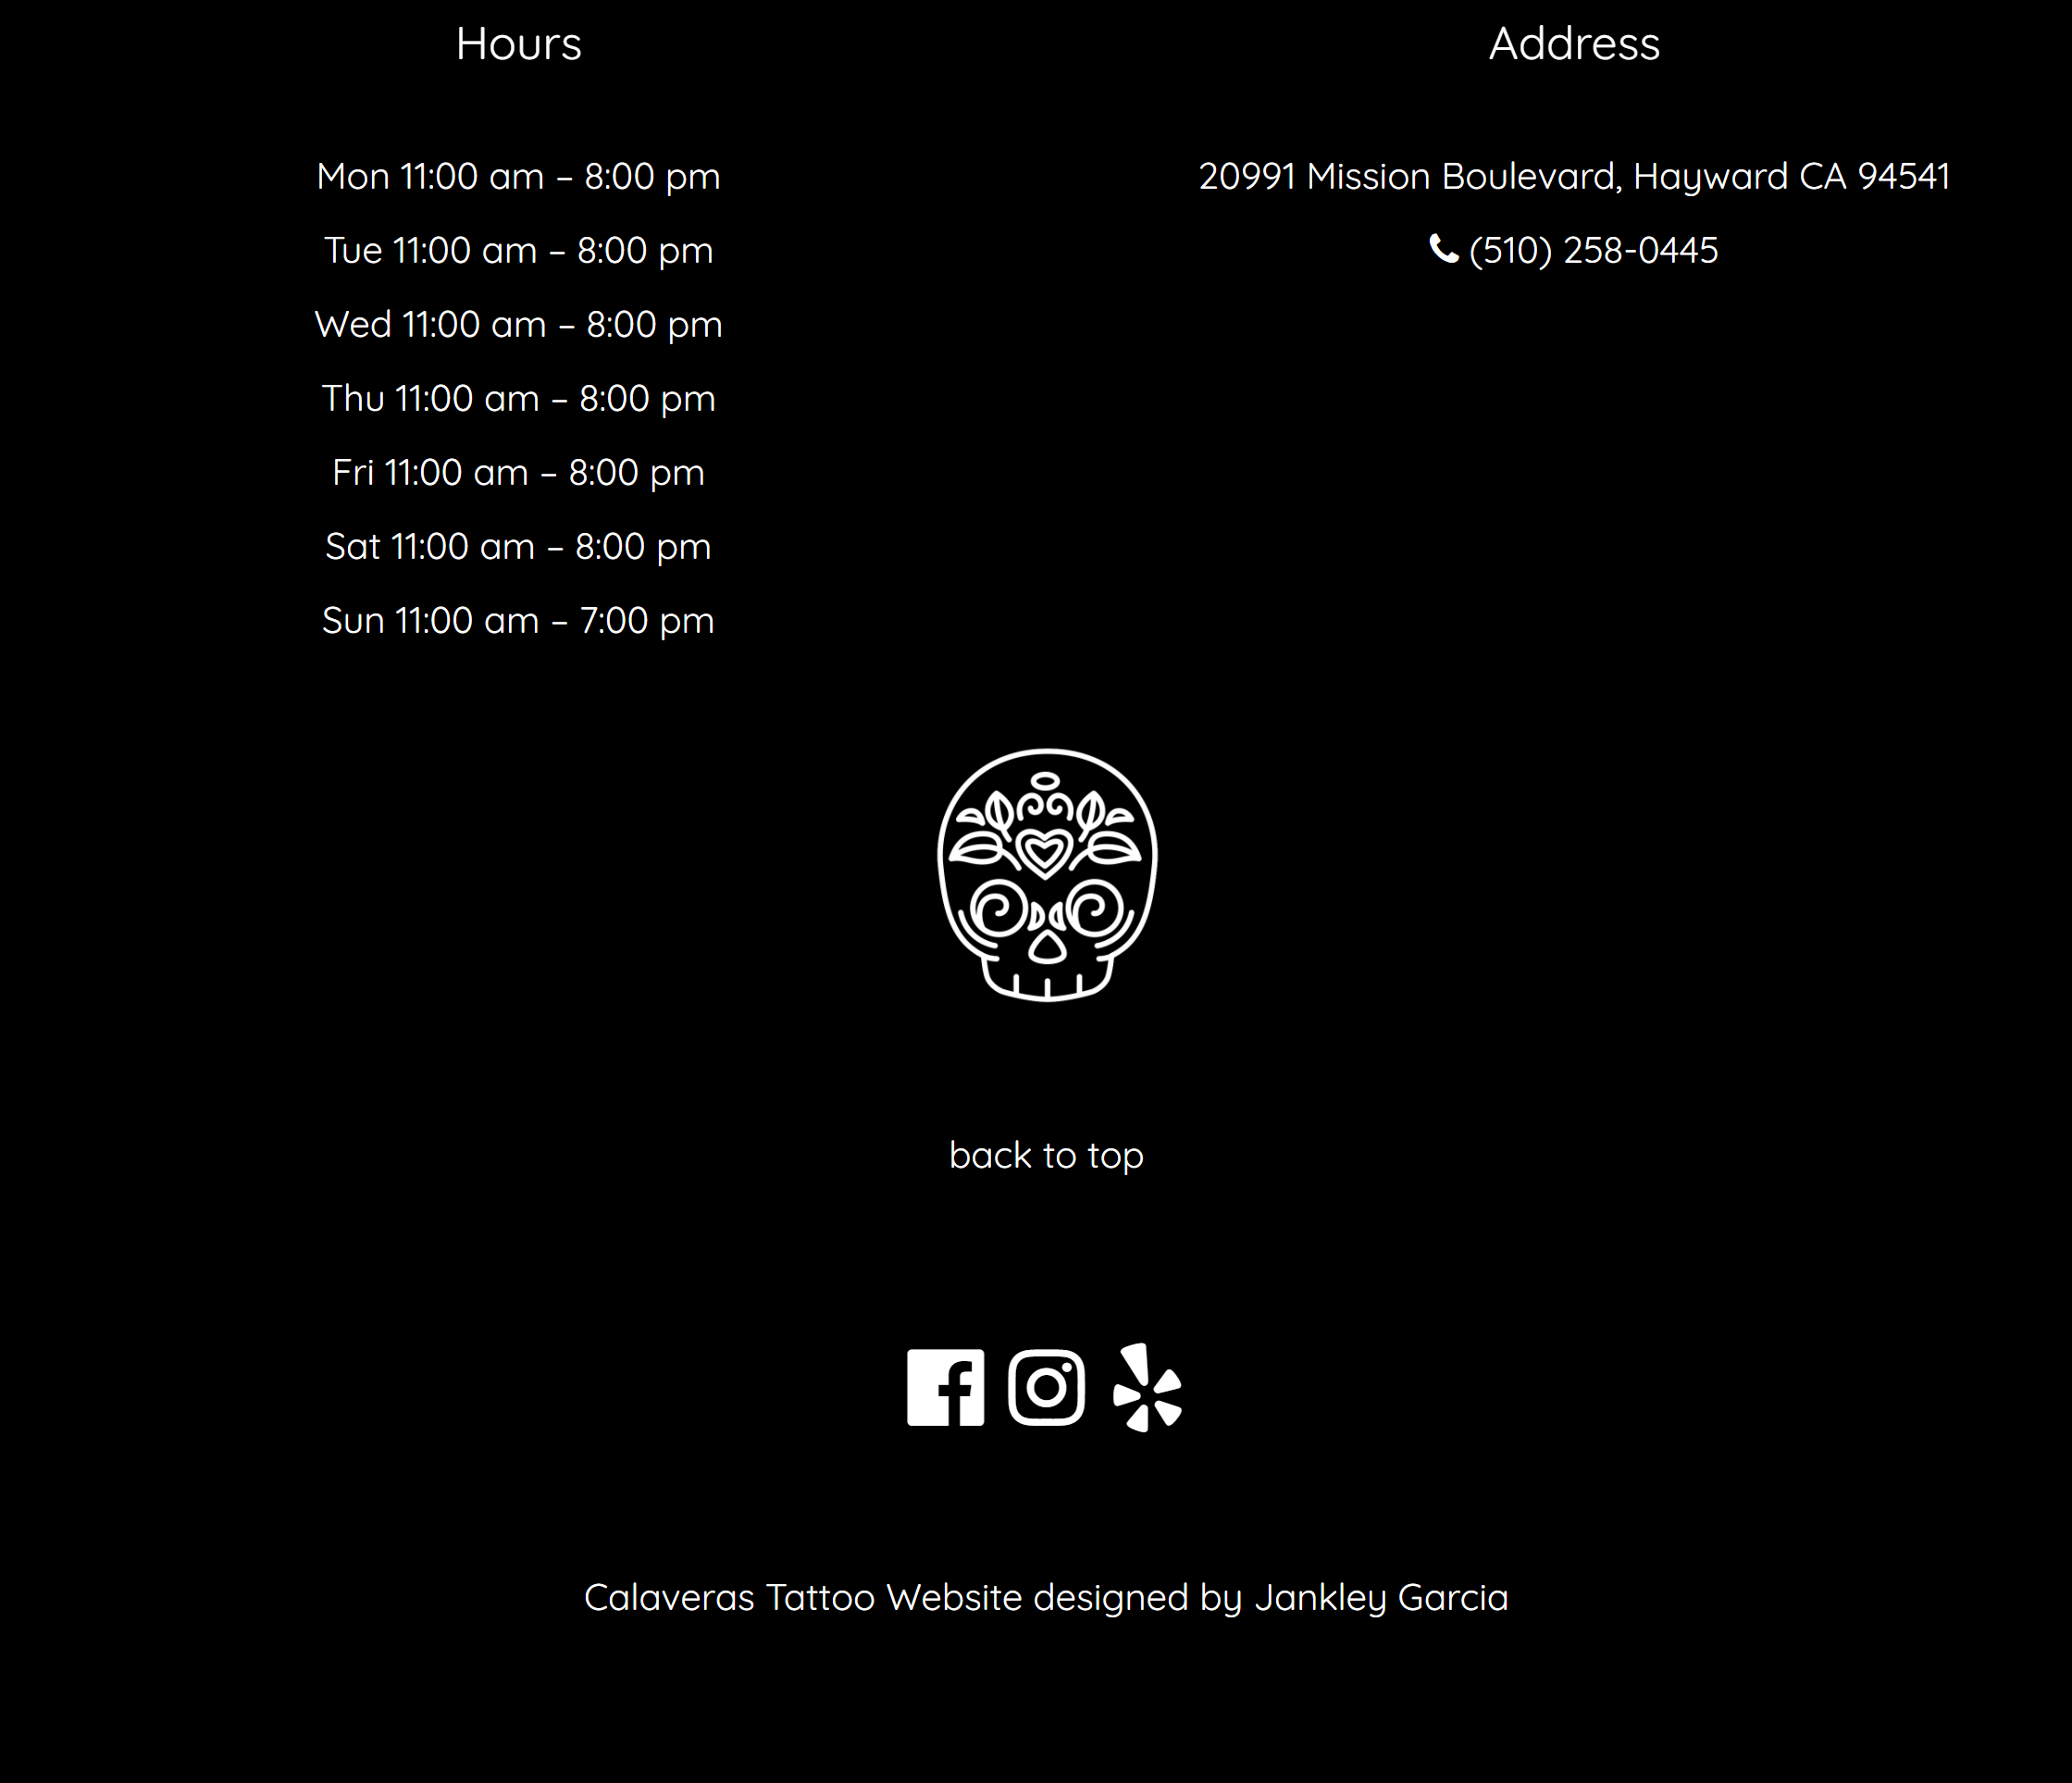 Hours
Mon 11:00 am – 8:00 pm
Tue 11:00 am – 8:00 pm
Wed 11:00 am – 8:00 pm
Thu 11:00 am – 8:00 pm
Fri 11:00 am – 8:00 pm
Sat 11:00 am – 8:00 pm
Sun 11:00 am – 7:00 pm
Address
20991 Mission Boulevard, Hayward CA 94541
(510) 258-0445
back to top
Calaveras Tattoo Website designed by Jankley Garcia